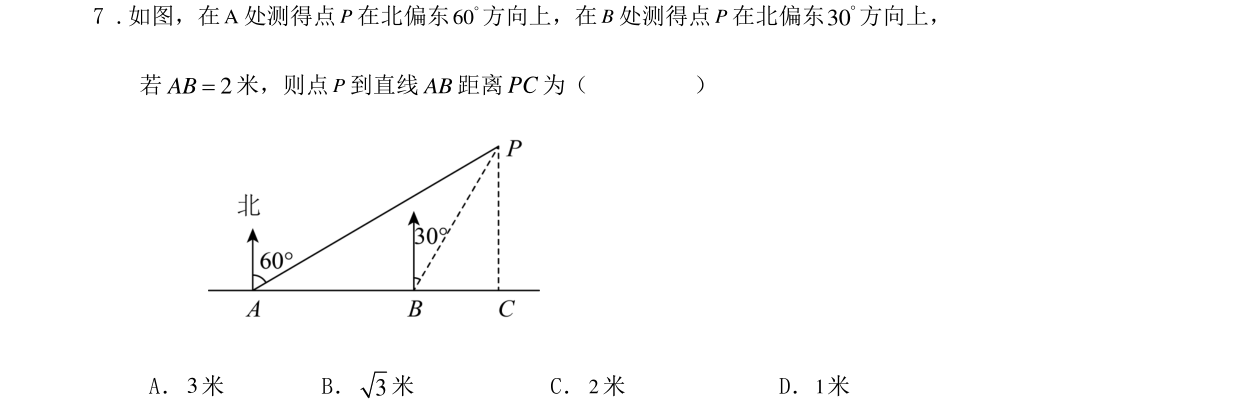 7 .如图，在A处测得点P在北偏东60°方向上，在B处测得点P在北偏东30°方向上，
若AB=2米，则点P到直线AB距离PC为（ ）
P
北
30°
60°
A B C
A. 3米 B. √3米 C. 2米 D. 1米